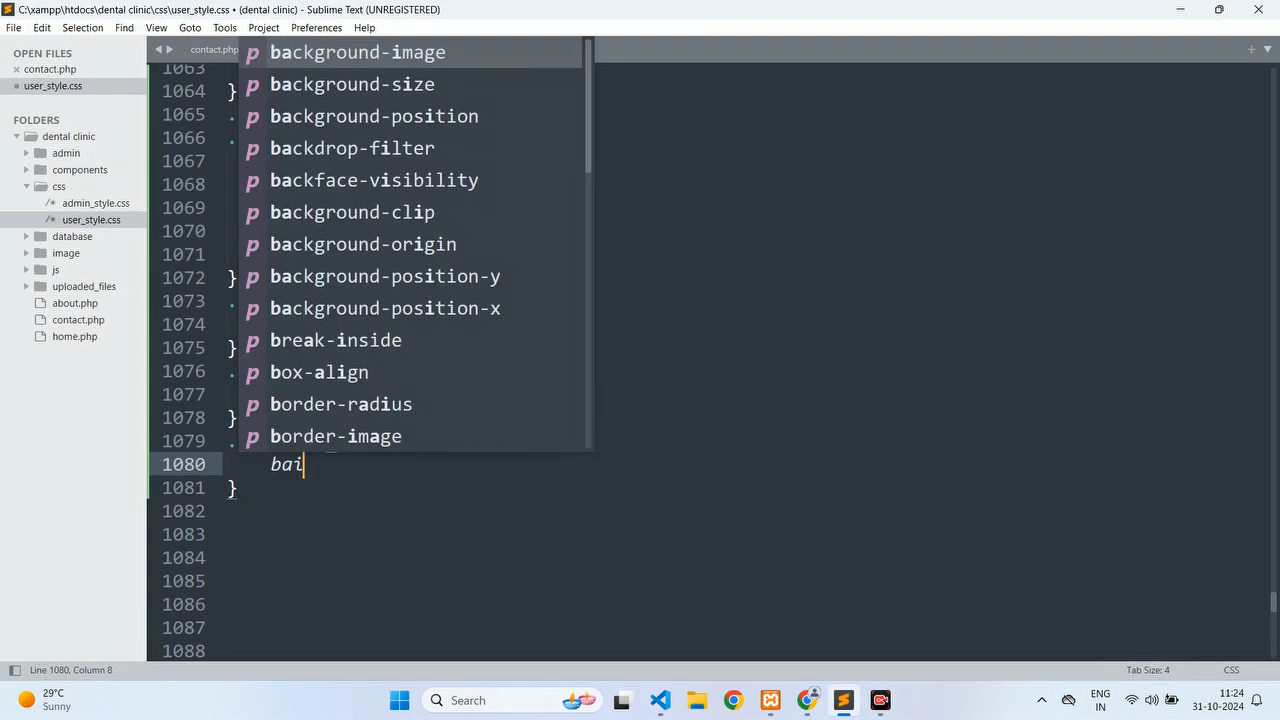 C:\xampp\htdocs\dental clinic\css\user_style.css • (dental clinic) - Sublime Text (UNREGISTERED)
File Edit Selection Find View Goto Tools Project Preferences Help
OPEN FILES
contact.php
user_style.css
FOLDERS
dental clinic
admin
components
css
admin_style.css
user_style.css
database
image
js
uploaded_files
about.php
contact.php
home.php
contact.php
1063
1064 }
1065 .
1066 .
1067
1068
1069
1070
1071
1072 }
1073 .
1074
1075 }
1076 .
1077
1078 }
1079 .
1080 bai
1081 }
1082
1083
1084
1085
1086
1087
1088
p background-image
p background-size
p background-position
p backdrop-filter
p backface-visibility
p background-clip
p background-origin
p background-position-y
p background-position-x
p break-inside
p box-align
p border-radius
p border-image
Line 1080, Column 8
Tab Size: 4
CSS
29°C
Sunny
Search
ENG
IN
11:24
31-10-2024